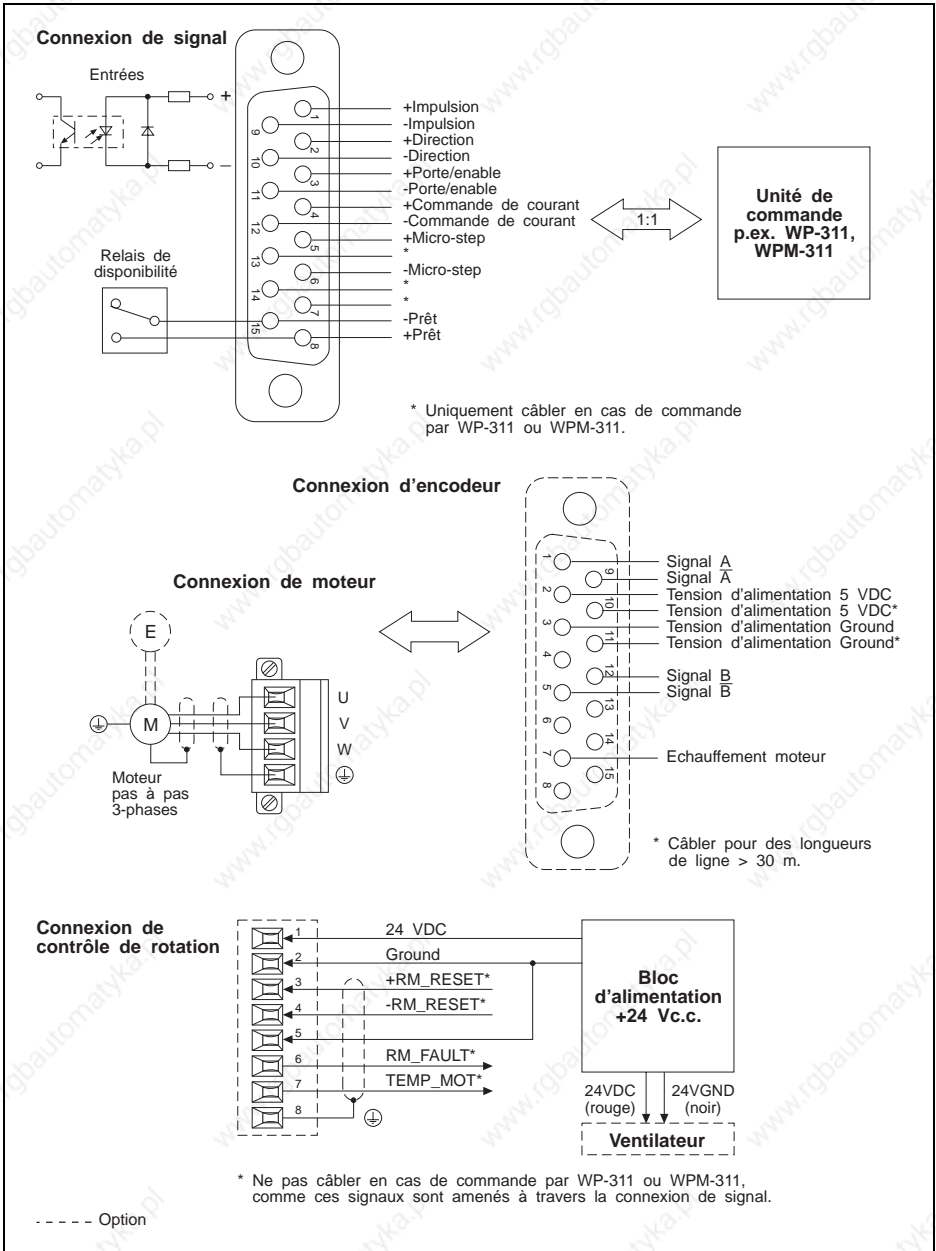 Connexion de signal
Entrées
+
–
1
9
2
10
3
11
4
12
5
13
6
14
7
15
8
+Impulsion
-Impulsion
+Direction
-Direction
+Porte/enable
-Porte/enable
+Commande de courant
-Commande de courant
+Micro-step
*
-Micro-step
*
*
-Prêt
+Prêt
1:1
Unité de
commande
p.ex. WP-311,
WPM-311
Relais de
disponibilité
* Uniquement câbler en cas de commande
par WP-311 ou WPM-311.
Connexion d'encodeur
1
9
2
10
3
11
4
12
5
13
6
14
7
15
8
Signal A
Signal A̅
Tension d'alimentation 5 VDC
Tension d'alimentation 5 VDC*
Tension d'alimentation Ground
Tension d'alimentation Ground*
Signal B
Signal B̅
Echauffement moteur
* Câbler pour des longueurs
de ligne > 30 m.
Connexion de moteur
E
M
U
V
W
Moteur
pas à pas
3-phases
Connexion de
contrôle de rotation
1
2
3
4
5
6
7
8
24 VDC
Ground
+RM_RESET*
-RM_RESET*
RM_FAULT*
TEMP_MOT*
Bloc
d'alimentation
+24 Vc.c.
24VDC
(rouge)
24VGND
(noir)
Ventilateur
* Ne pas câbler en cas de commande par WP-311 ou WPM-311,
comme ces signaux sont amenés à travers la connexion de signal.
- - - - - Option
www.rgbautomatyka.pl